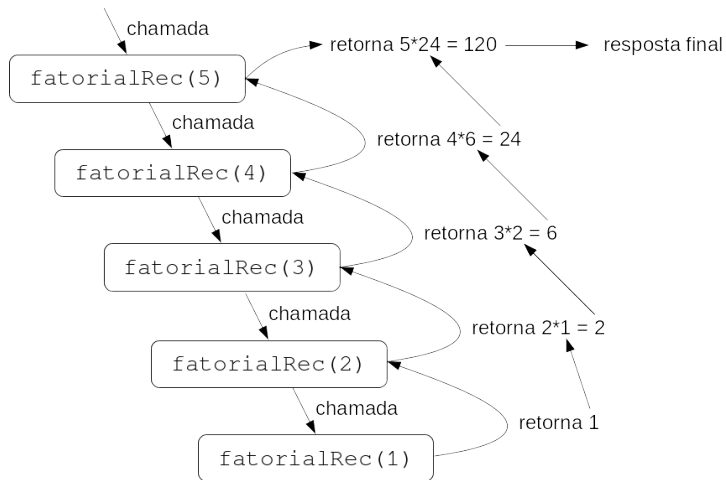 chamada
retorna 5*24 = 120
resposta final
fatorialRec(5)
chamada
retorna 4*6 = 24
fatorialRec(4)
chamada
retorna 3*2 = 6
fatorialRec(3)
chamada
retorna 2*1 = 2
fatorialRec(2)
chamada
retorna 1
fatorialRec(1)